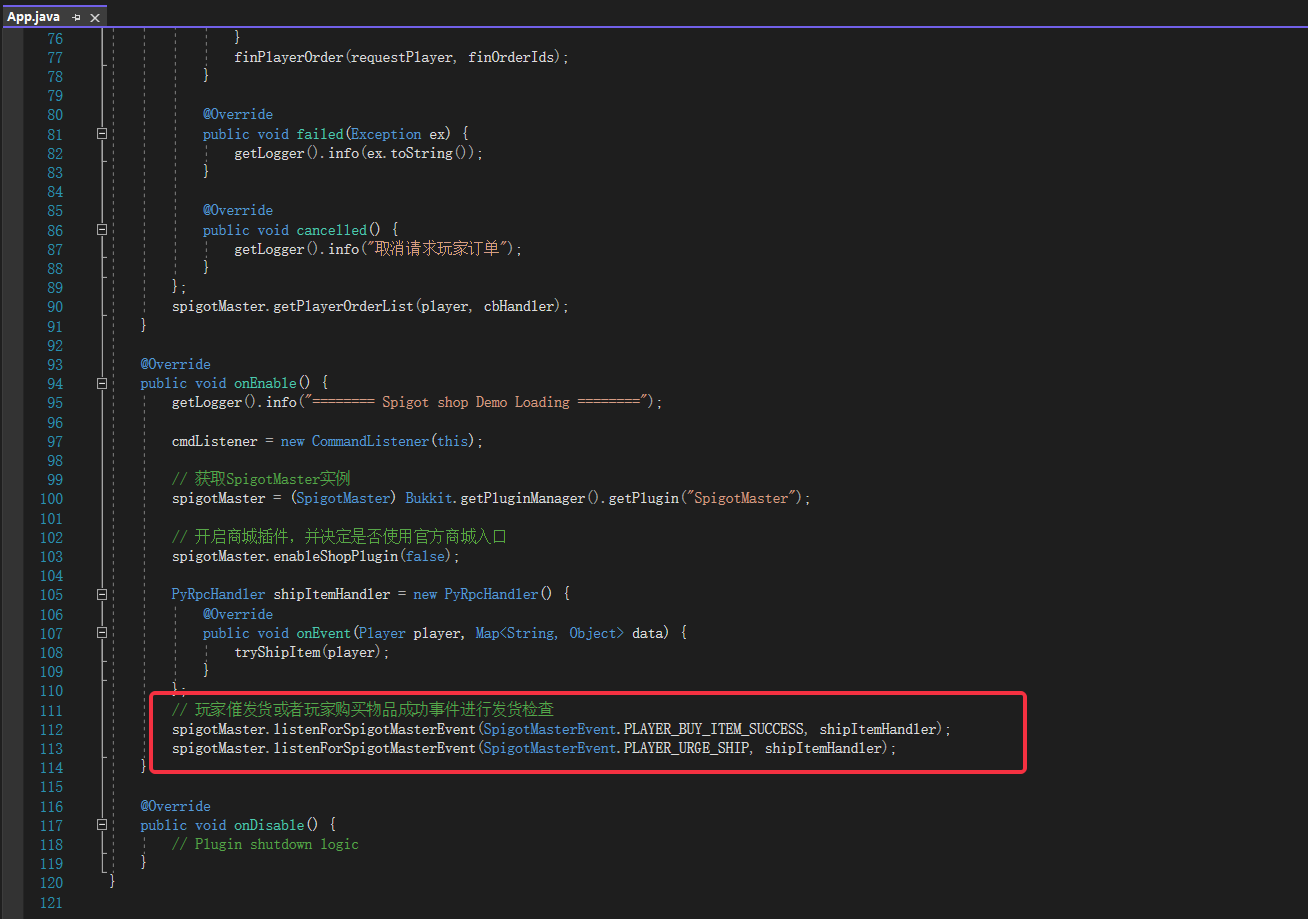 App.java
76 }
77 finPlayerOrder(requestPlayer, finOrderIds);
78 }
79
80 @Override
81 public void failed(Exception ex) {
82 getLogger().info(ex.toString());
83 }
84
85 @Override
86 public void cancelled() {
87 getLogger().info("取消请求玩家订单");
88 }
89 };
90 spigotMaster.getPlayerOrderList(player, cbHandler);
91 }
92
93 @Override
94 public void onEnable() {
95 getLogger().info("======== Spigot shop Demo Loading ========");
96
97 cmdListener = new CommandListener(this);
98
99 // 获取SpigotMaster实例
100 spigotMaster = (SpigotMaster) Bukkit.getPluginManager().getPlugin("SpigotMaster");
101
102 // 开启商城插件，并决定是否使用官方商城入口
103 spigotMaster.enableShopPlugin(false);
104
105 PyRpcHandler shipItemHandler = new PyRpcHandler() {
106 @Override
107 public void onEvent(Player player, Map<String, Object> data) {
108 tryShipItem(player);
109 }
110 };
111 // 玩家催发货或者玩家购买物品成功事件进行发货检查
112 spigotMaster.listenForSpigotMasterEvent(SpigotMasterEvent.PLAYER_BUY_ITEM_SUCCESS, shipItemHandler);
113 spigotMaster.listenForSpigotMasterEvent(SpigotMasterEvent.PLAYER_URGE_SHIP, shipItemHandler);
114 }
115
116 @Override
117 public void onDisable() {
118 // Plugin shutdown logic
119 }
120 }
121